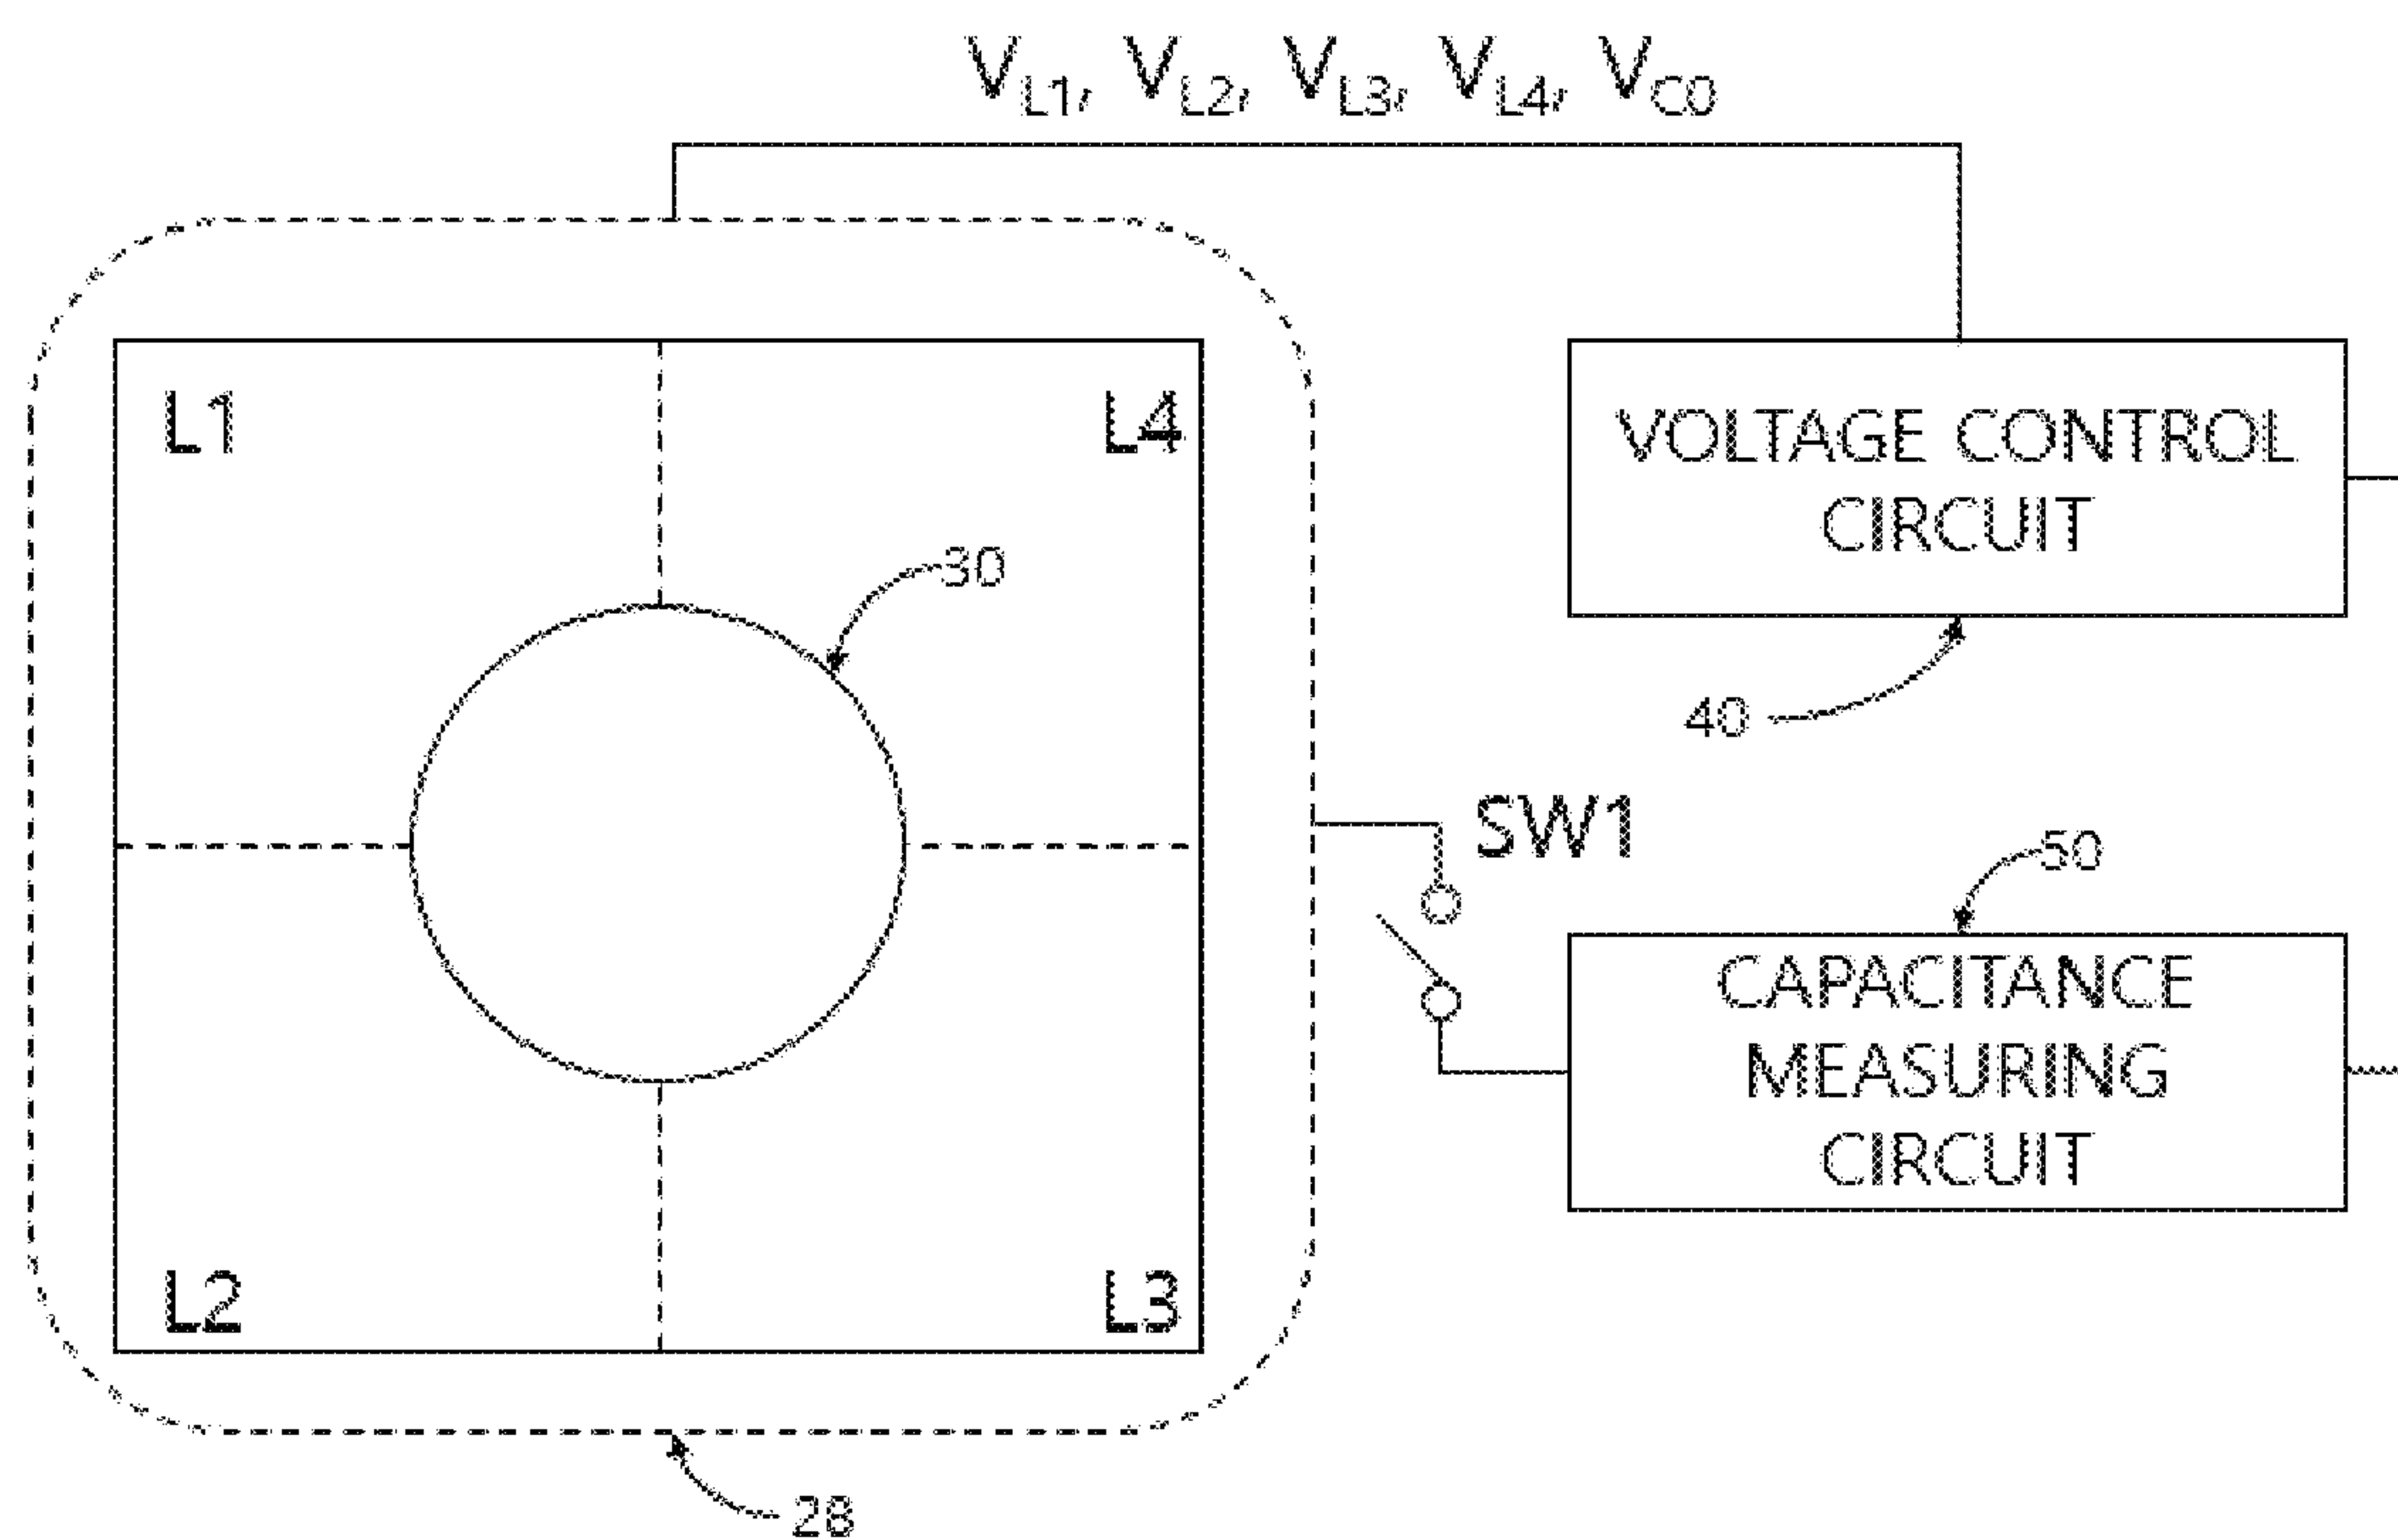 VL1, VL2, VL3, VL4, VC0
L1
L4
30
VOLTAGE CONTROL
CIRCUIT
40
SW1
50
CAPACITANCE
MEASURING
CIRCUIT
L2
L3
28